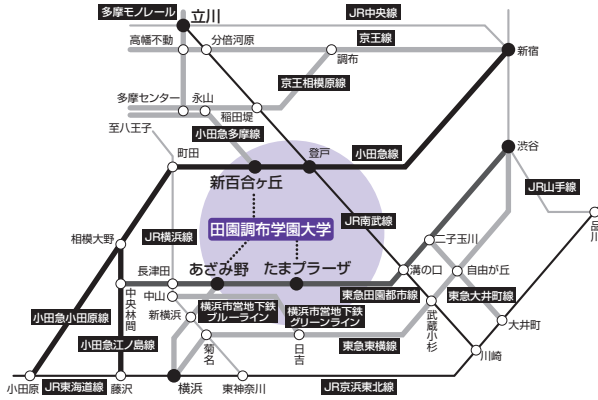 多摩モノレール
立川
JR中央線
高幡不動
分倍河原
京王線
調布
新宿
京王相模原線
多摩センター
永山
稲田堤
至八王子
小田急多摩線
町田
登戸
小田急線
渋谷
新百合ヶ丘
JR山手線
品川
田園調布学園大学
JR南武線
相模大野
JR横浜線
二子玉川
あざみ野
たまプラーザ
溝の口
自由が丘
長津田
中山
中央林間
東急田園都市線
東急大井町線
新横浜
横浜市営地下鉄
ブルーライン
横浜市営地下鉄
グリーンライン
武蔵小杉
大井町
小田急小田原線
小田急江ノ島線
菊名
日吉
東急東横線
川崎
小田原
JR東海道線
藤沢
横浜
東神奈川
JR京浜東北線